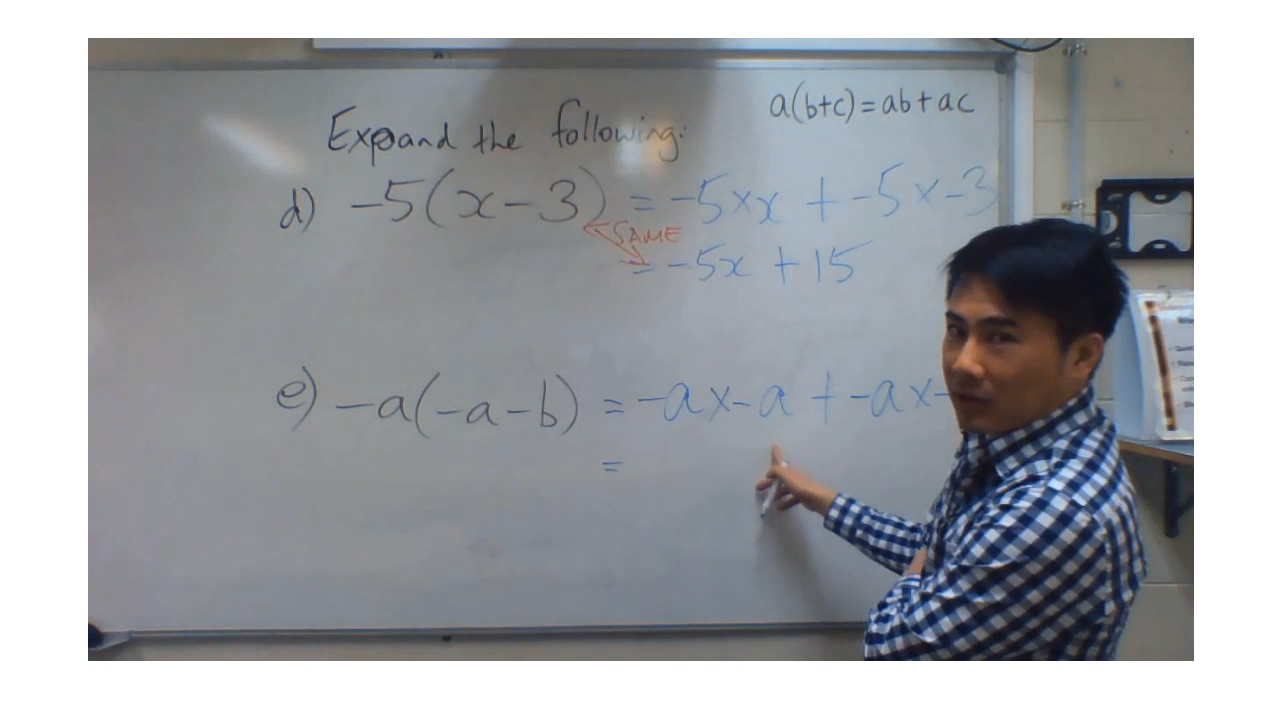 a(b+c)=ab+ac
Expand the following:
d) -5(x-3) = -5×x + -5×-3
SAME
= -5x + 15
e) -a(-a-b) = -a×-a + -a×-
=